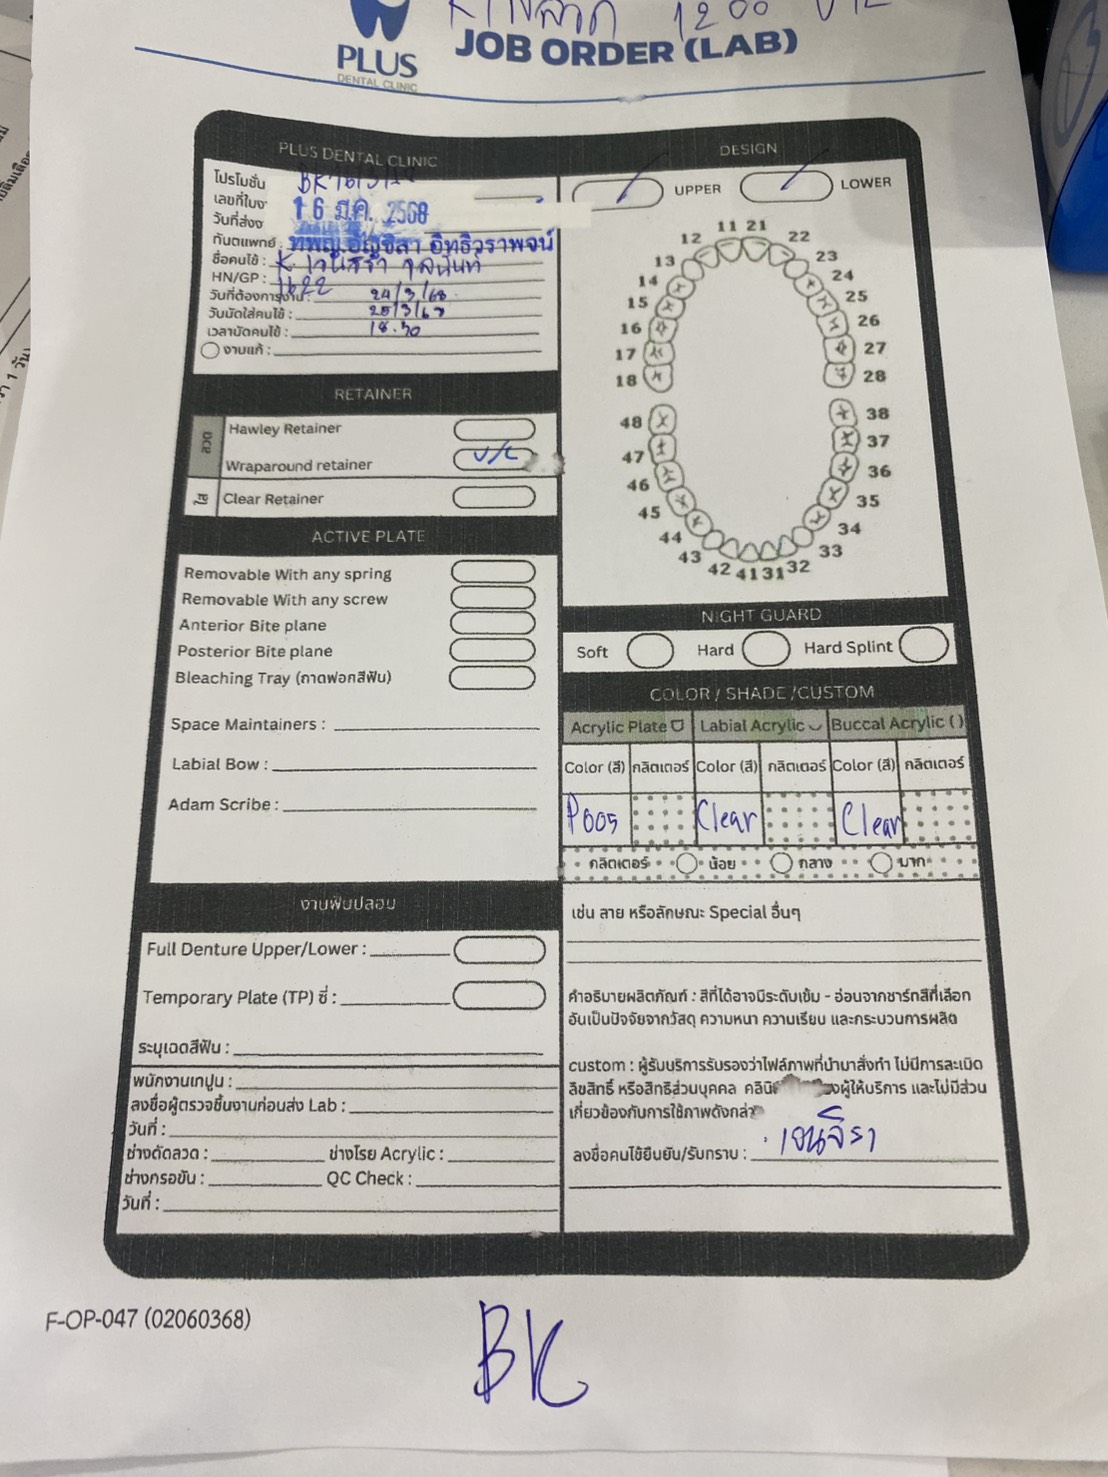 1200
PLUS
DENTAL CLINIC
JOB ORDER (LAB)
PLUS DENTAL CLINIC
โปรโมชั่น
เลขที่ใบง
วันที่ส่งง
16 มี.ค. 2568
ทันตแพทย์ : ทพญ.อัญชิสา อิทธิวราพจน์
ชื่อคนไข้ : K เจนจิรา
HN/GP : 1622
วันที่ต้องการงาน : 24/3/68
วันนัดใส่คนไข้ : 25/3/68
เวลานัดคนไข้ : 18.30
งานแก้ :
DESIGN
UPPER
LOWER
11 21
12 22
13 23
14 24
15 25
16 26
17 27
18 28
48 38
47 37
46 36
45 35
44 34
43 33
42 41 31 32
RETAINER
Hawley Retainer
Wraparound retainer U/L
Clear Retainer
ACTIVE PLATE
Removable With any spring
Removable With any screw
Anterior Bite plane
Posterior Bite plane
Bleaching Tray (ถาดฟอกสีฟัน)
Space Maintainers :
Labial Bow :
Adam Scribe :
NIGHT GUARD
Soft Hard Hard Splint
COLOR / SHADE /CUSTOM
Acrylic Plate Labial Acrylic Buccal Acrylic ( )
Color (สี) กลิตเตอร์ Color (สี) กลิตเตอร์ Color (สี) กลิตเตอร์
P005 Clear Clear
กลิตเตอร์ น้อย กลาง มาก
เช่น ลาย หรือลักษณะ Special อื่นๆ
คำอธิบายผลิตภัณฑ์ : สีที่ได้อาจมีระดับเข้ม - อ่อนจากชาร์ทสีที่เลือก
อันเป็นปัจจัยจากวัสดุ ความหนา ความเรียบ และกระบวนการผลิต
custom : ผู้รับบริการรับรองว่าไฟล์ภาพที่นำมาสั่งทำ ไม่มีการละเมิด
ลิขสิทธิ์ หรือสิทธิส่วนบุคคล คลินิ ผู้ให้บริการ และไม่มีส่วน
เกี่ยวข้องกับการใช้ภาพดังกล่า
ลงชื่อคนไข้ยืนยัน/รับทราบ : เจนจิรา
งานฟันปลอม
Full Denture Upper/Lower :
Temporary Plate (TP) ซี่ :
ระบุเฉดสีฟัน :
พนักงานเทปูน :
ลงชื่อผู้ตรวจชิ้นงานก่อนส่ง Lab :
วันที่ :
ช่างดัดลวด : ช่างโรย Acrylic :
ช่างกรอขัน : QC Check :
วันที่ :
F-OP-047 (02060368)
BK